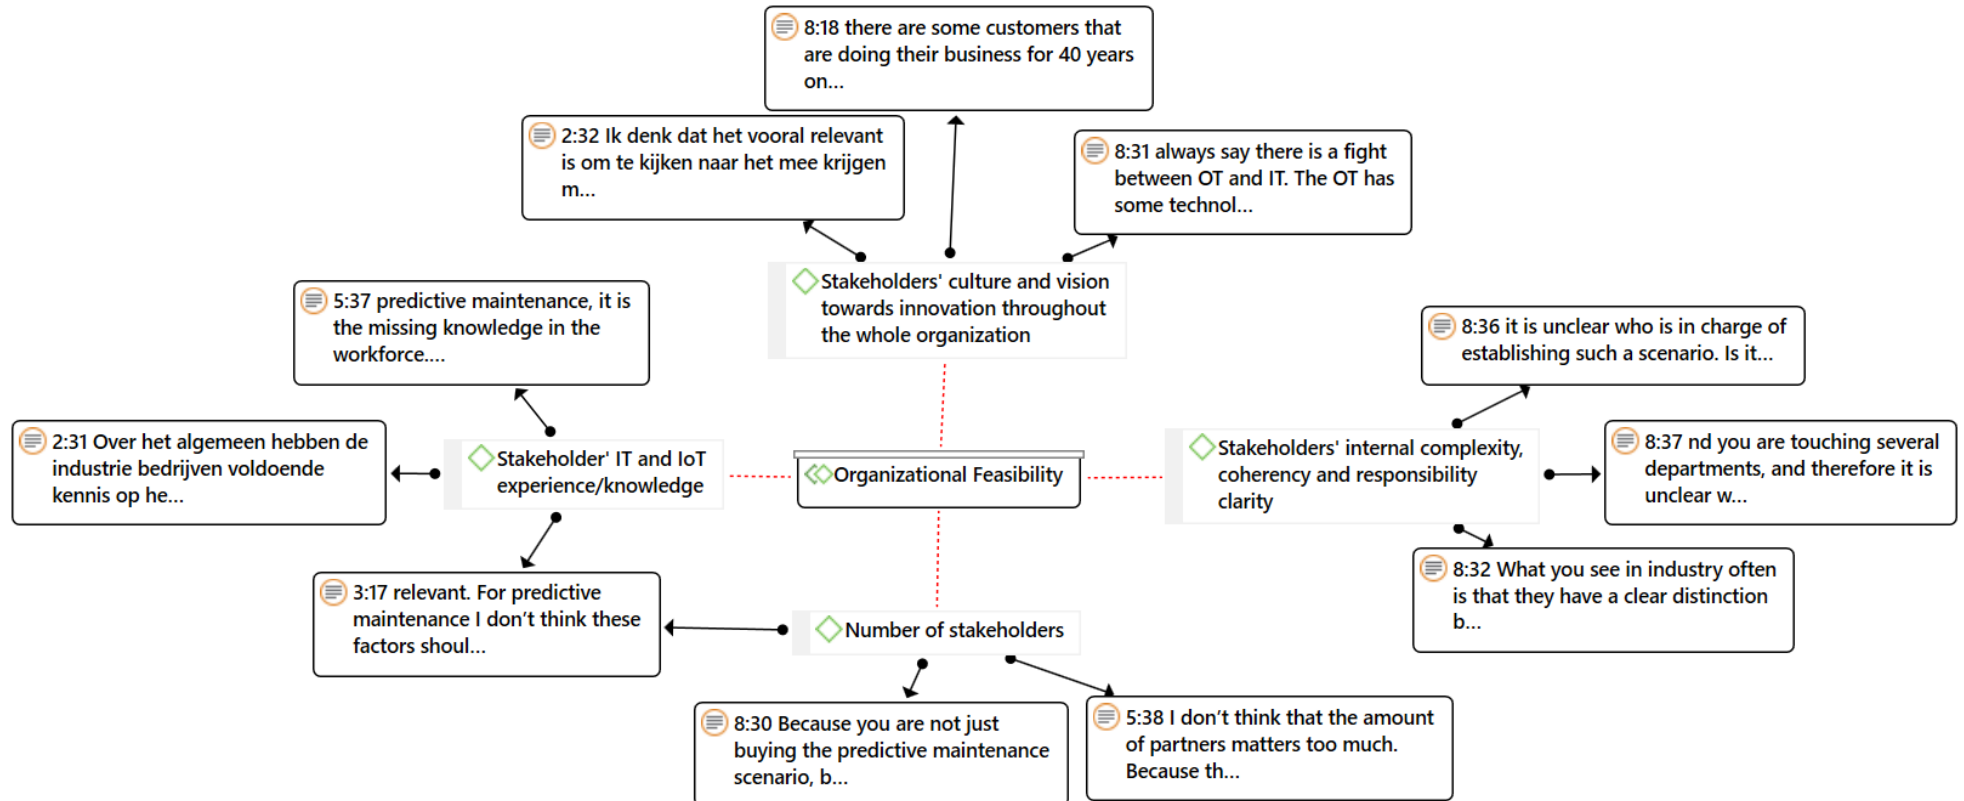 8:18 there are some customers that
are doing their business for 40 years
on...
2:32 Ik denk dat het vooral relevant
is om te kijken naar het mee krijgen
m...
8:31 always say there is a fight
between OT and IT. The OT has
some technol...
Stakeholders' culture and vision
towards innovation throughout
the whole organization
5:37 predictive maintenance, it is
the missing knowledge in the
workforce....
8:36 it is unclear who is in charge of
establishing such a scenario. Is it...
2:31 Over het algemeen hebben de
industrie bedrijven voldoende
kennis op he...
Stakeholder' IT and IoT
experience/knowledge
Organizational Feasibility
Stakeholders' internal complexity,
coherency and responsibility
clarity
8:37 nd you are touching several
departments, and therefore it is
unclear w...
3:17 relevant. For predictive
maintenance I don't think these
factors shoul...
Number of stakeholders
8:32 What you see in industry often
is that they have a clear distinction
b...
8:30 Because you are not just
buying the predictive maintenance
scenario, b...
5:38 I don't think that the amount
of partners matters too much.
Because th...